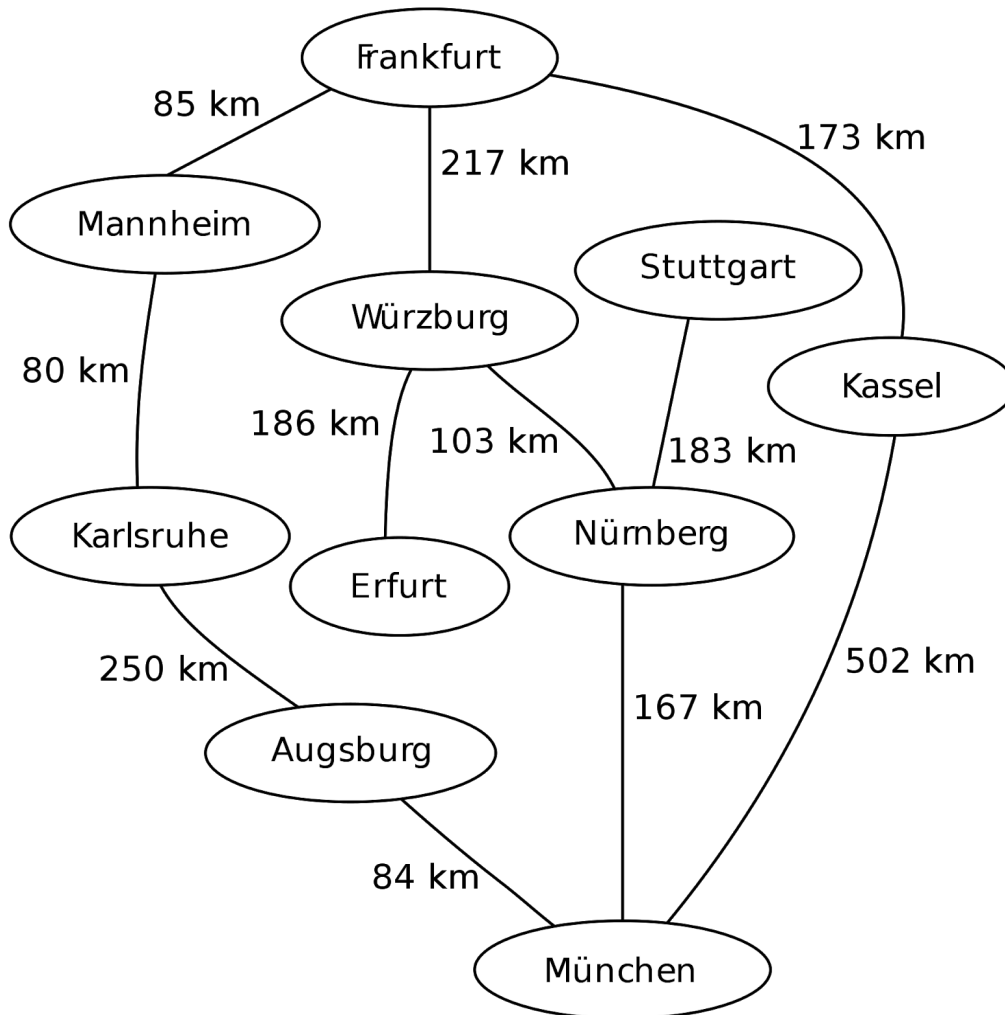 Frankfurt
85 km
173 km
217 km
Mannheim
Stuttgart
Würzburg
80 km
Kassel
186 km
103 km
183 km
Karlsruhe
Nürnberg
Erfurt
250 km
502 km
167 km
Augsburg
84 km
München